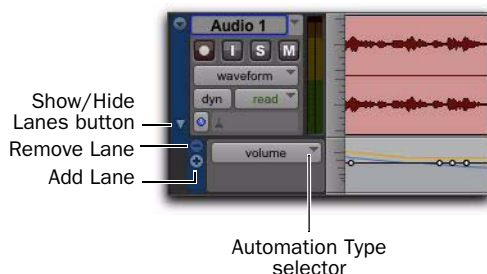 Audio 1
I S M
waveform
dyn read
Show/Hide
Lanes button
Remove Lane
Add Lane
volume
Automation Type
selector